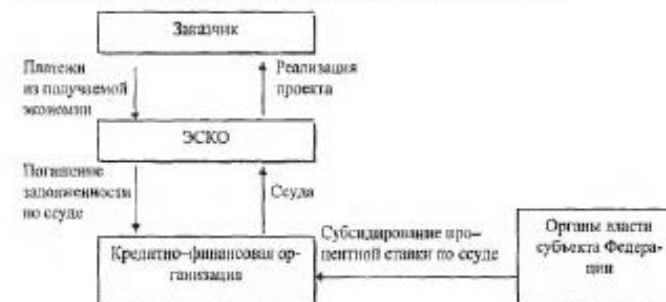 Заказчик
Платежи
из получаемой
экономии
Реализация
проекта
ЭСКО
Погашение
задолженности
по ссуде
Ссуда
Субсидирование про-
центной ставки по ссуде
Кредитно-финансовая ор-
ганизация
Органы власти
субъекта Федера-
ции